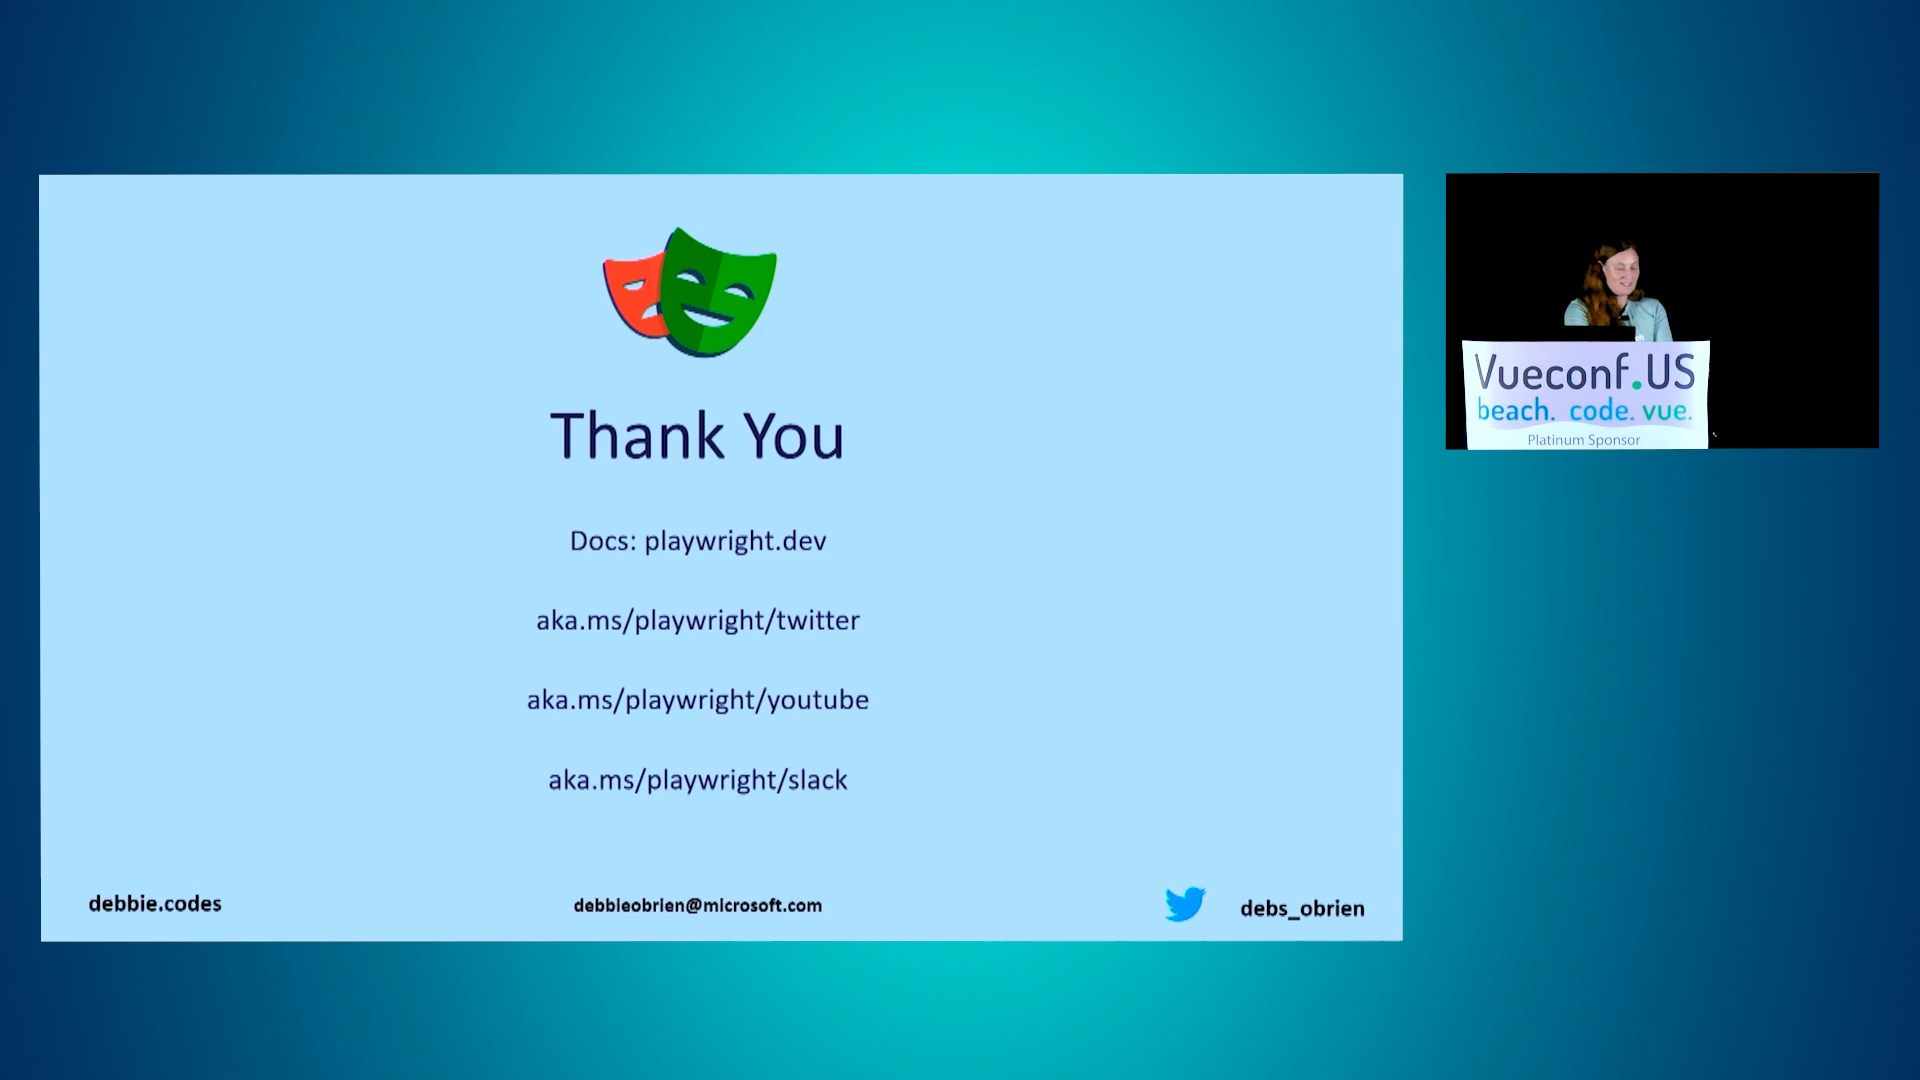 Thank You
Docs: playwright.dev
aka.ms/playwright/twitter
aka.ms/playwright/youtube
aka.ms/playwright/slack
debbie.codes
debbieobrien@microsoft.com
debs_obrien
Vueconf.US
beach. code. vue.
Platinum Sponsor